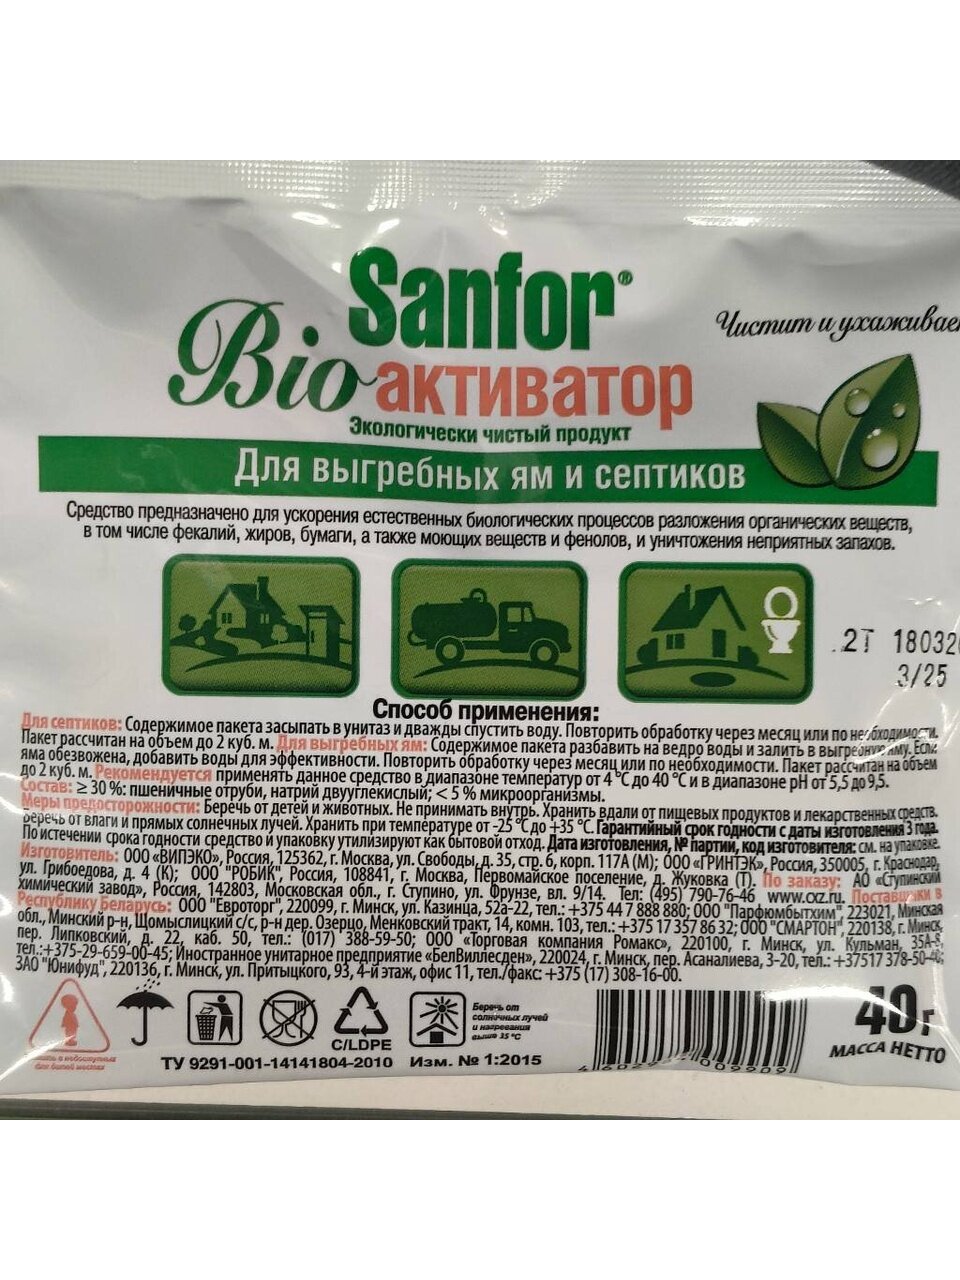 Sanfor®
Bio активатор
Чистит и ухаживае
Экологически чистый продукт
Для выгребных ям и септиков
Средство предназначено для ускорения естественных биологических процессов разложения органических веществ,
в том числе фекалий, жиров, бумаги, а также моющих веществ и фенолов, и уничтожения неприятных запахов.
2Т 180320
3/25
Способ применения:
Для септиков: Содержимое пакета засыпать в унитаз и дважды спустить воду. Повторить обработку через месяц или по необходимости.
Пакет рассчитан на объем до 2 куб. м. Для выгребных ям: Содержимое пакета разбавить на ведро воды и залить в выгребную яму. Если
яма обезвожена, добавить воды для эффективности. Повторить обработку через месяц или по необходимости. Пакет рассчитан на объем
до 2 куб. м. Рекомендуется применять данное средство в диапазоне температур от 4 °С до 40 °С и в диапазоне pH от 5,5 до 9,5.
Состав: ≥ 30 %: пшеничные отруби, натрий двууглекислый; < 5 % микроорганизмы.
Меры предосторожности: Беречь от детей и животных. Не принимать внутрь. Хранить вдали от пищевых продуктов и лекарственных средств.
Беречь от влаги и прямых солнечных лучей. Хранить при температуре от -25 °С до +35 °С. Гарантийный срок годности с даты изготовления 3 года.
По истечении срока годности средство и упаковку утилизируют как бытовой отход. Дата изготовления, № партии, код изготовителя: см. на упаковке.
Изготовитель: ООО «ВИПЭКО», Россия, 125362, г. Москва, ул. Свободы, д. 35, стр. 6, корп. 117А (М); ООО «ГРИНТЭК», Россия, 350005, г. Краснодар,
ул. Грибоедова, д. 4 (К); ООО "РОБИК", Россия, 108841, г. Москва, Первомайское поселение, д. Жуковка (Т). По заказу: АО «Ступинский
химический завод», Россия, 142803, Московская обл., г. Ступино, ул. Фрунзе, вл. 9/14. Тел: (495) 790-76-46 www.cxz.ru. Поставщики в
Республику Беларусь: ООО "Евроторг", 220099, г. Минск, ул. Казинца, 52а-22, тел.: +375 44 7 888 880; ООО "Парфюмбытхим", 223021, Минская
обл., Минский р-н, Щомыслицкий с/с, р-н дер. Озерцо, Менковский тракт, 14, комн. 103, тел.: +375 17 357 86 32; ООО "СМАРТОН", 220138, г. Минск,
пер. Липковский, д. 22, каб. 50, тел.: (017) 388-59-50; ООО «Торговая компания Ромакс», 220100, г. Минск, ул. Кульман, 35А-8,
тел.:+375-29-659-00-45; Иностранное унитарное предприятие «БелВиллесден», 220024, г. Минск, пер. Асаналиева, 3-20, тел.: +37517 378-50-40;
ЗАО "Юнифуд", 220136, г. Минск, ул. Притыцкого, 93, 4-й этаж, офис 11, тел./факс: +375 (17) 308-16-00.
C/LDPE
Беречь от
солнечных лучей
и нагревания
выше 35 °С
40 г
МАССА НЕТТО
в недоступных
для детей местах
ТУ 9291-001-14141804-2010 Изм. № 1:2015